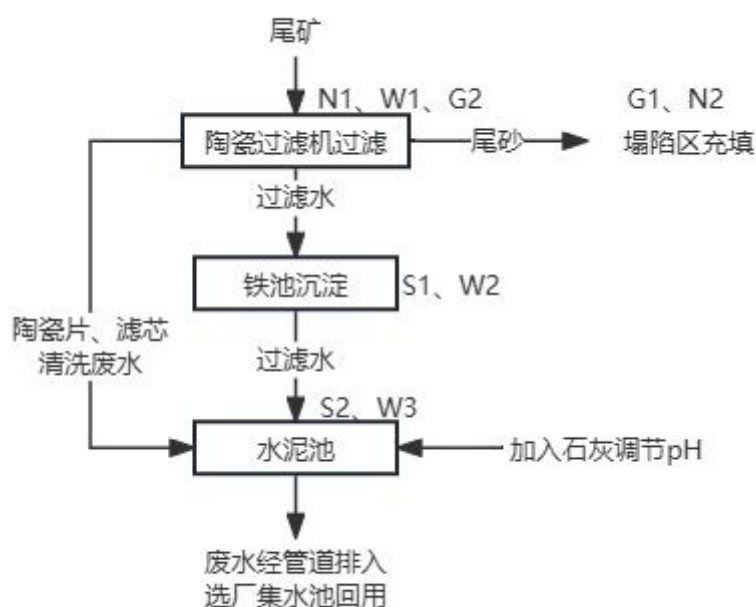 尾矿
N1、W1、G2
G1、N2
陶瓷过滤机过滤
尾砂
塌陷区充填
过滤水
铁池沉淀
S1、W2
陶瓷片、滤芯
清洗废水
过滤水
S2、W3
水泥池
加入石灰调节pH
废水经管道排入
选厂集水池回用